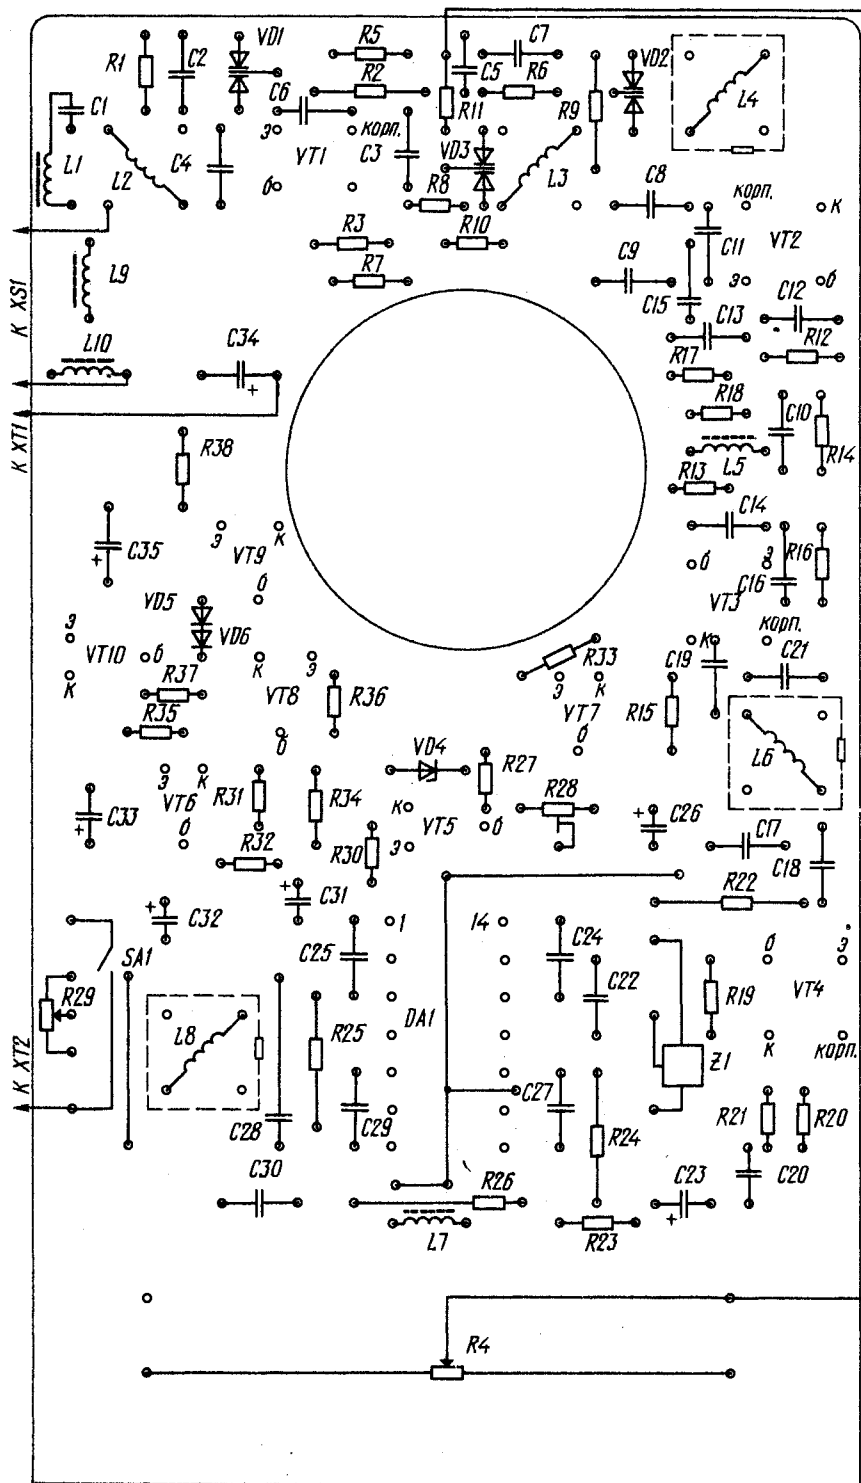 R1
C2
VD1
R5
C7
VD2
R2
C5
R6
L4
C1
C6
R11
R9
э
корп.
VD3
L1
L2
C4
VT1
C3
L3
б
R8
C8
корп.
к
R3
R10
C11
VT2
L9
R7
C9
C15
э
б
К XS1
C12
C13
R12
L10
C34
+
R17
К XT1
R18
C10
R38
R14
L5
R13
C14
э
к
C35
+
VT9
б
э
R16
C16
VD5
б
VT3
э
VD6
корп.
VT10
б
к
э
R33
C19
к
C21
к
R37
VT8
R36
э
к
R35
VT7
R15
б
VD4
б
L6
R27
э
к
R31
R34
R28
C33
+
VT6
к
VT5
+
C26
C17
б
R30
э
б
R32
C18
+
C31
R22
+
C32
1
14
C24
SA1
C25
б
э
R29
C22
R19
VT4
L8
R25
DA1
К XT2
Z1
к
корп.
C27
R21
R20
C28
C29
R24
C30
R26
C23
+
C20
L7
R23
R4